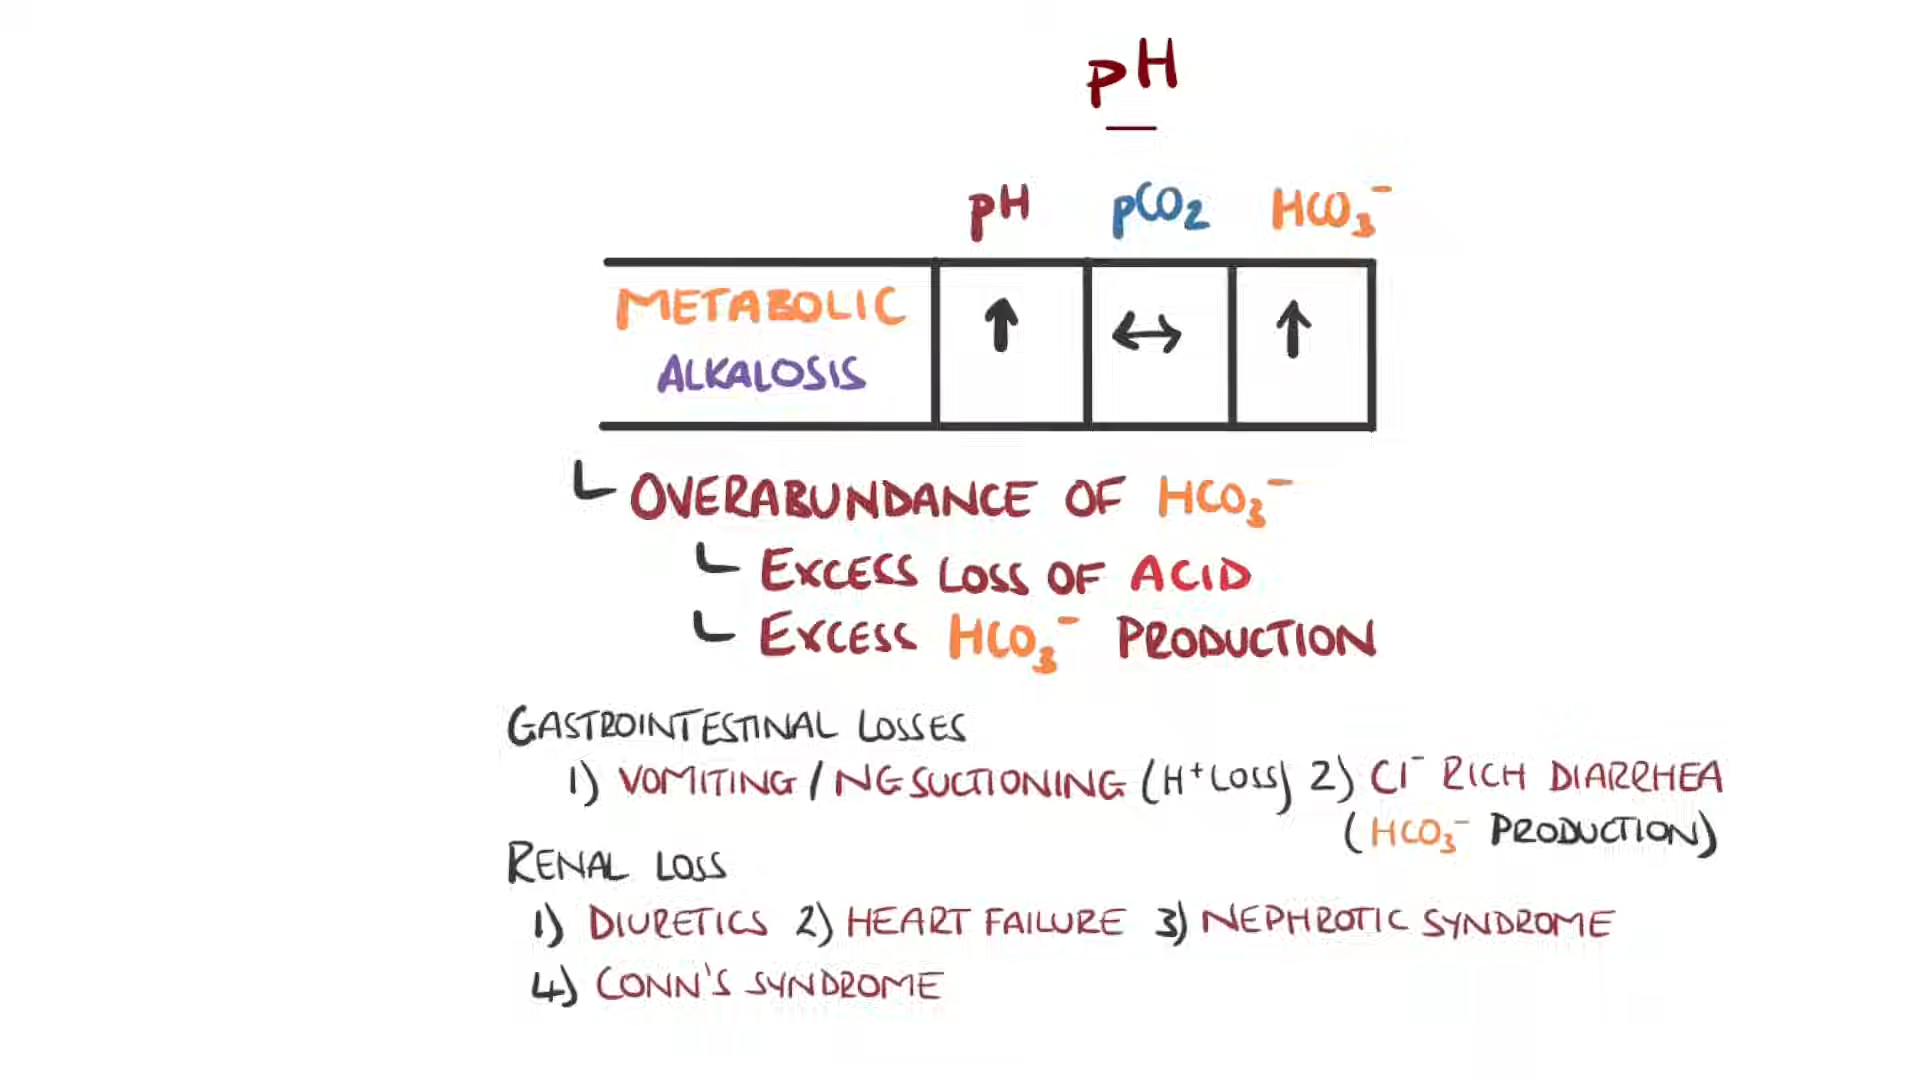 pH
pH pCO₂ HCO₃⁻
METABOLIC ↑ ↔ ↑
ALKALOSIS
OVERABUNDANCE OF HCO₃⁻
EXCESS LOSS OF ACID
EXCESS HCO₃⁻ PRODUCTION
GASTROINTESTINAL LOSSES
1) VOMITING / NG SUCTIONING (H⁺ LOSS) 2) Cl⁻ RICH DIARRHEA
(HCO₃⁻ PRODUCTION)
RENAL LOSS
1) DIURETICS 2) HEART FAILURE 3) NEPHROTIC SYNDROME
4) CONN'S SYNDROME